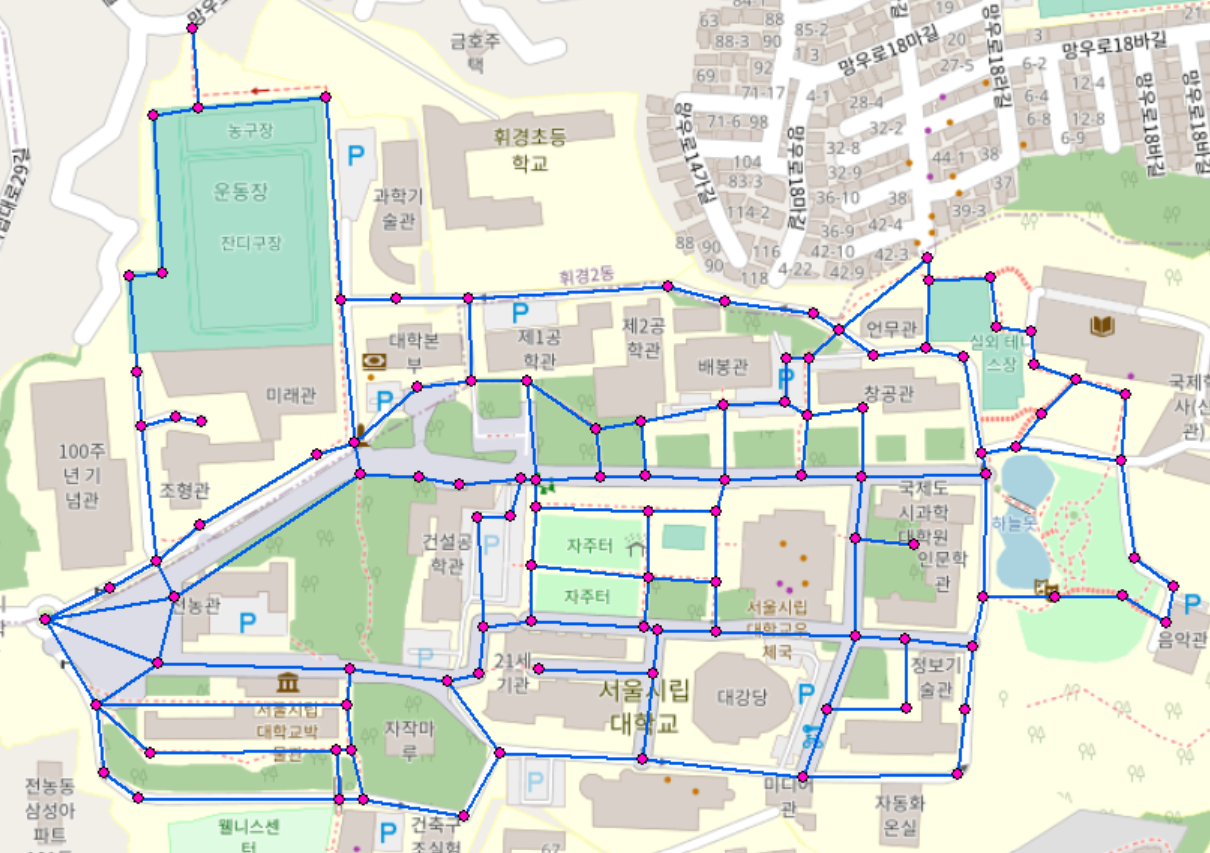 84-1
63
88
85-2
19
망우로18마길
3
21
망우로18바길
금호주
택
88-3
90
1-3
20
망우
92
27-5
6-2
12-4
69
71-17
4-1
28-4
망우로18라길
6-4
농구장
P
휘경초등
학교
망우로14가길
71-6
98
망우로18마길
32-2
6-8
12-8
망우로18바길
망우로18바길
6-9
32-8
44-1
38
104
운동장
과학기
술관
83-3
32-9
37
114-2
36-10
38
39-3
잔디구장
36-9
42-4
88
90
116
42-10
42-3
90
118
4-22
42-9
휘경2동
P
제1공
학관
제2공
학관
언무관
실외 테니
스장
대학본
부
배봉관
P
창공관
미래관
P
국제학
사(신
관)
100주
년 기
념관
조형관
국제도
시과학
대학원
하늘못
건설공
학관
P
자주터
인문학
관
자주터
전농관
P
서울시립
대학교우
체국
P
음악관
P
21세
기관
정보기
술관
서울시립
대학교
대강당
P
서울시립
대학교박
물관
자작마
루
전농동
삼성아
파트
P
미디어
관
자동화
온실
웰니스센
터
P
건축구
조실험
67